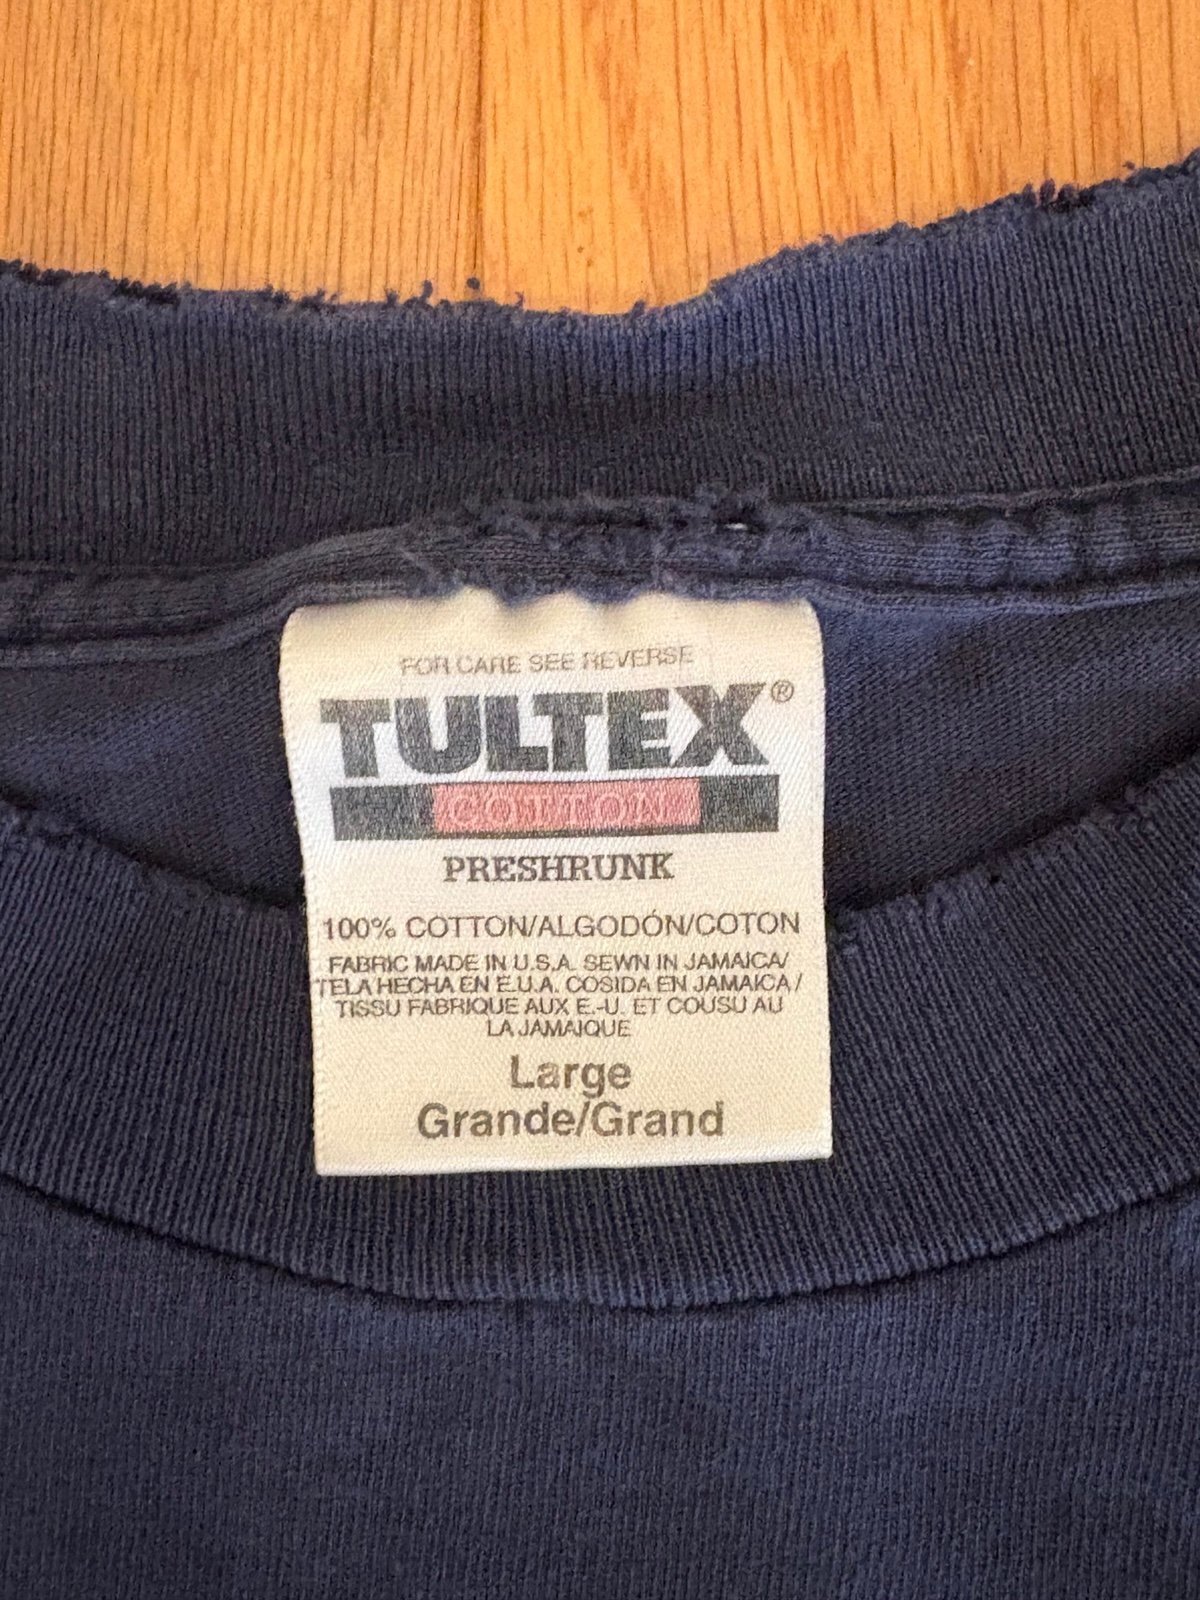 FOR CARE SEE REVERSE
TULTEX®
COTTON
PRESHRUNK
100% COTTON/ALGODÓN/COTON
FABRIC MADE IN U.S.A. SEWN IN JAMAICA/
TELA HECHA EN E.U.A. COSIDA EN JAMAICA/
TISSU FABRIQUE AUX E.-U. ET COUSU AU
LA JAMAIQUE
Large
Grande/Grand